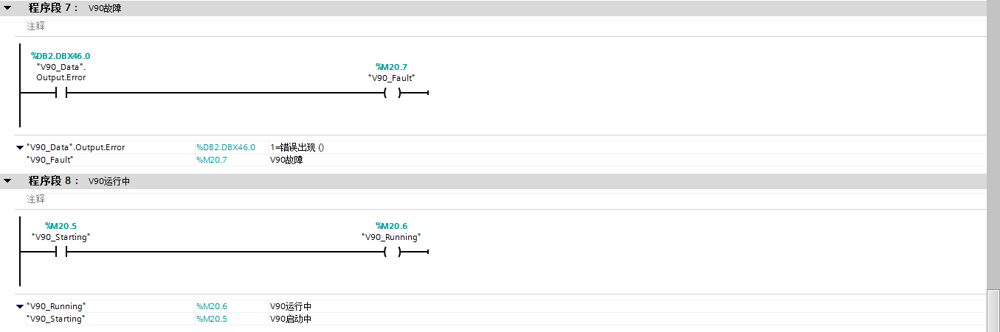 程序段 7： V90故障
注释
%DB2.DBX46.0
"V90_Data".
Output.Error
%M20.7
"V90_Fault"
"V90_Data".Output.Error %DB2.DBX46.0 1=错误出现 ()
"V90_Fault" %M20.7 V90故障
程序段 8： V90运行中
注释
%M20.5
"V90_Starting"
%M20.6
"V90_Running"
"V90_Running" %M20.6 V90运行中
"V90_Starting" %M20.5 V90启动中